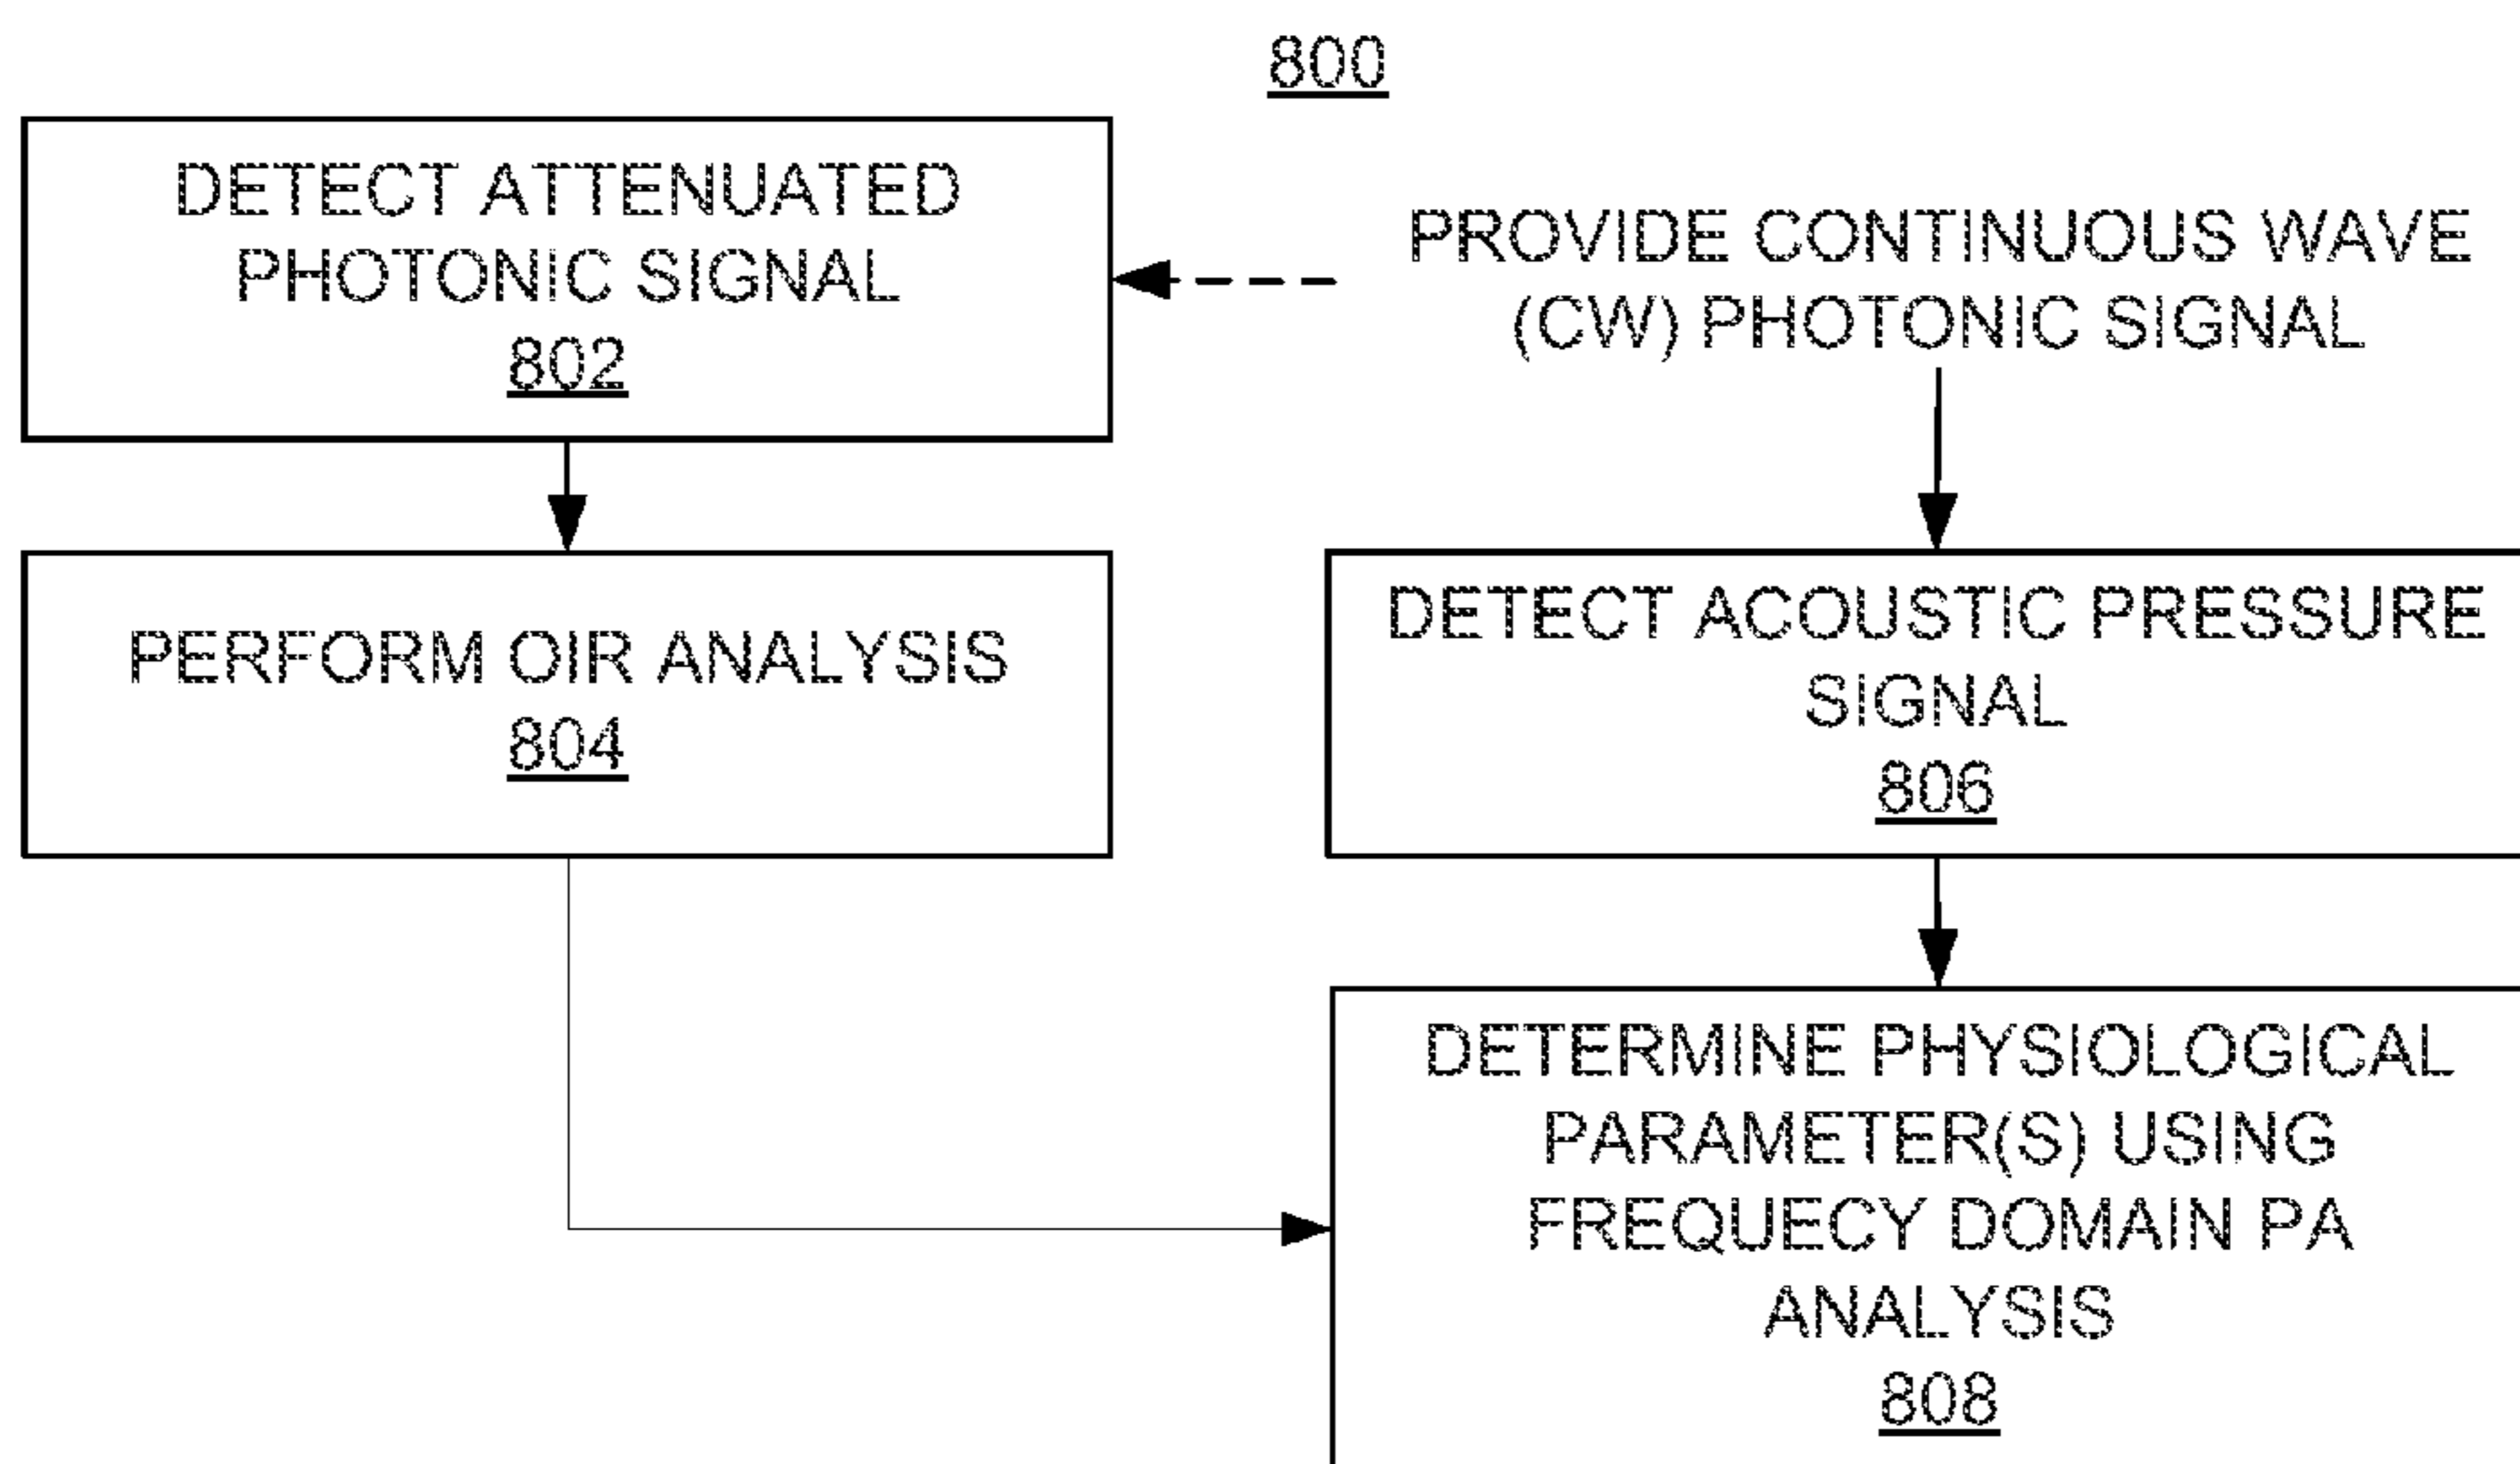 800
DETECT ATTENUATED
PHOTONIC SIGNAL
802
PROVIDE CONTINUOUS WAVE
(CW) PHOTONIC SIGNAL
PERFORM OIR ANALYSIS
804
DETECT ACOUSTIC PRESSURE
SIGNAL
806
DETERMINE PHYSIOLOGICAL
PARAMETER(S) USING
FREQUECY DOMAIN PA
ANALYSIS
808